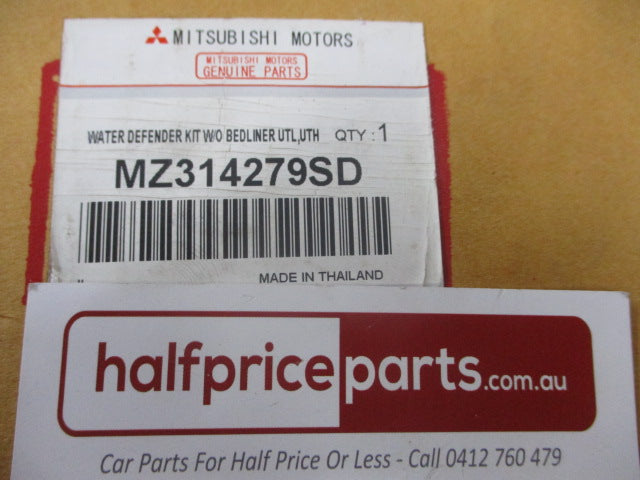 MITSUBISHI MOTORS
MITSUBISHI MOTORS
GENUINE PARTS
WATER DEFENDER KIT W/O BEDLINER UTL,UTH QTY : 1
MZ314279SD
MADE IN THAILAND
halfpriceparts.com.au
Car Parts For Half Price Or Less - Call 0412 760 479